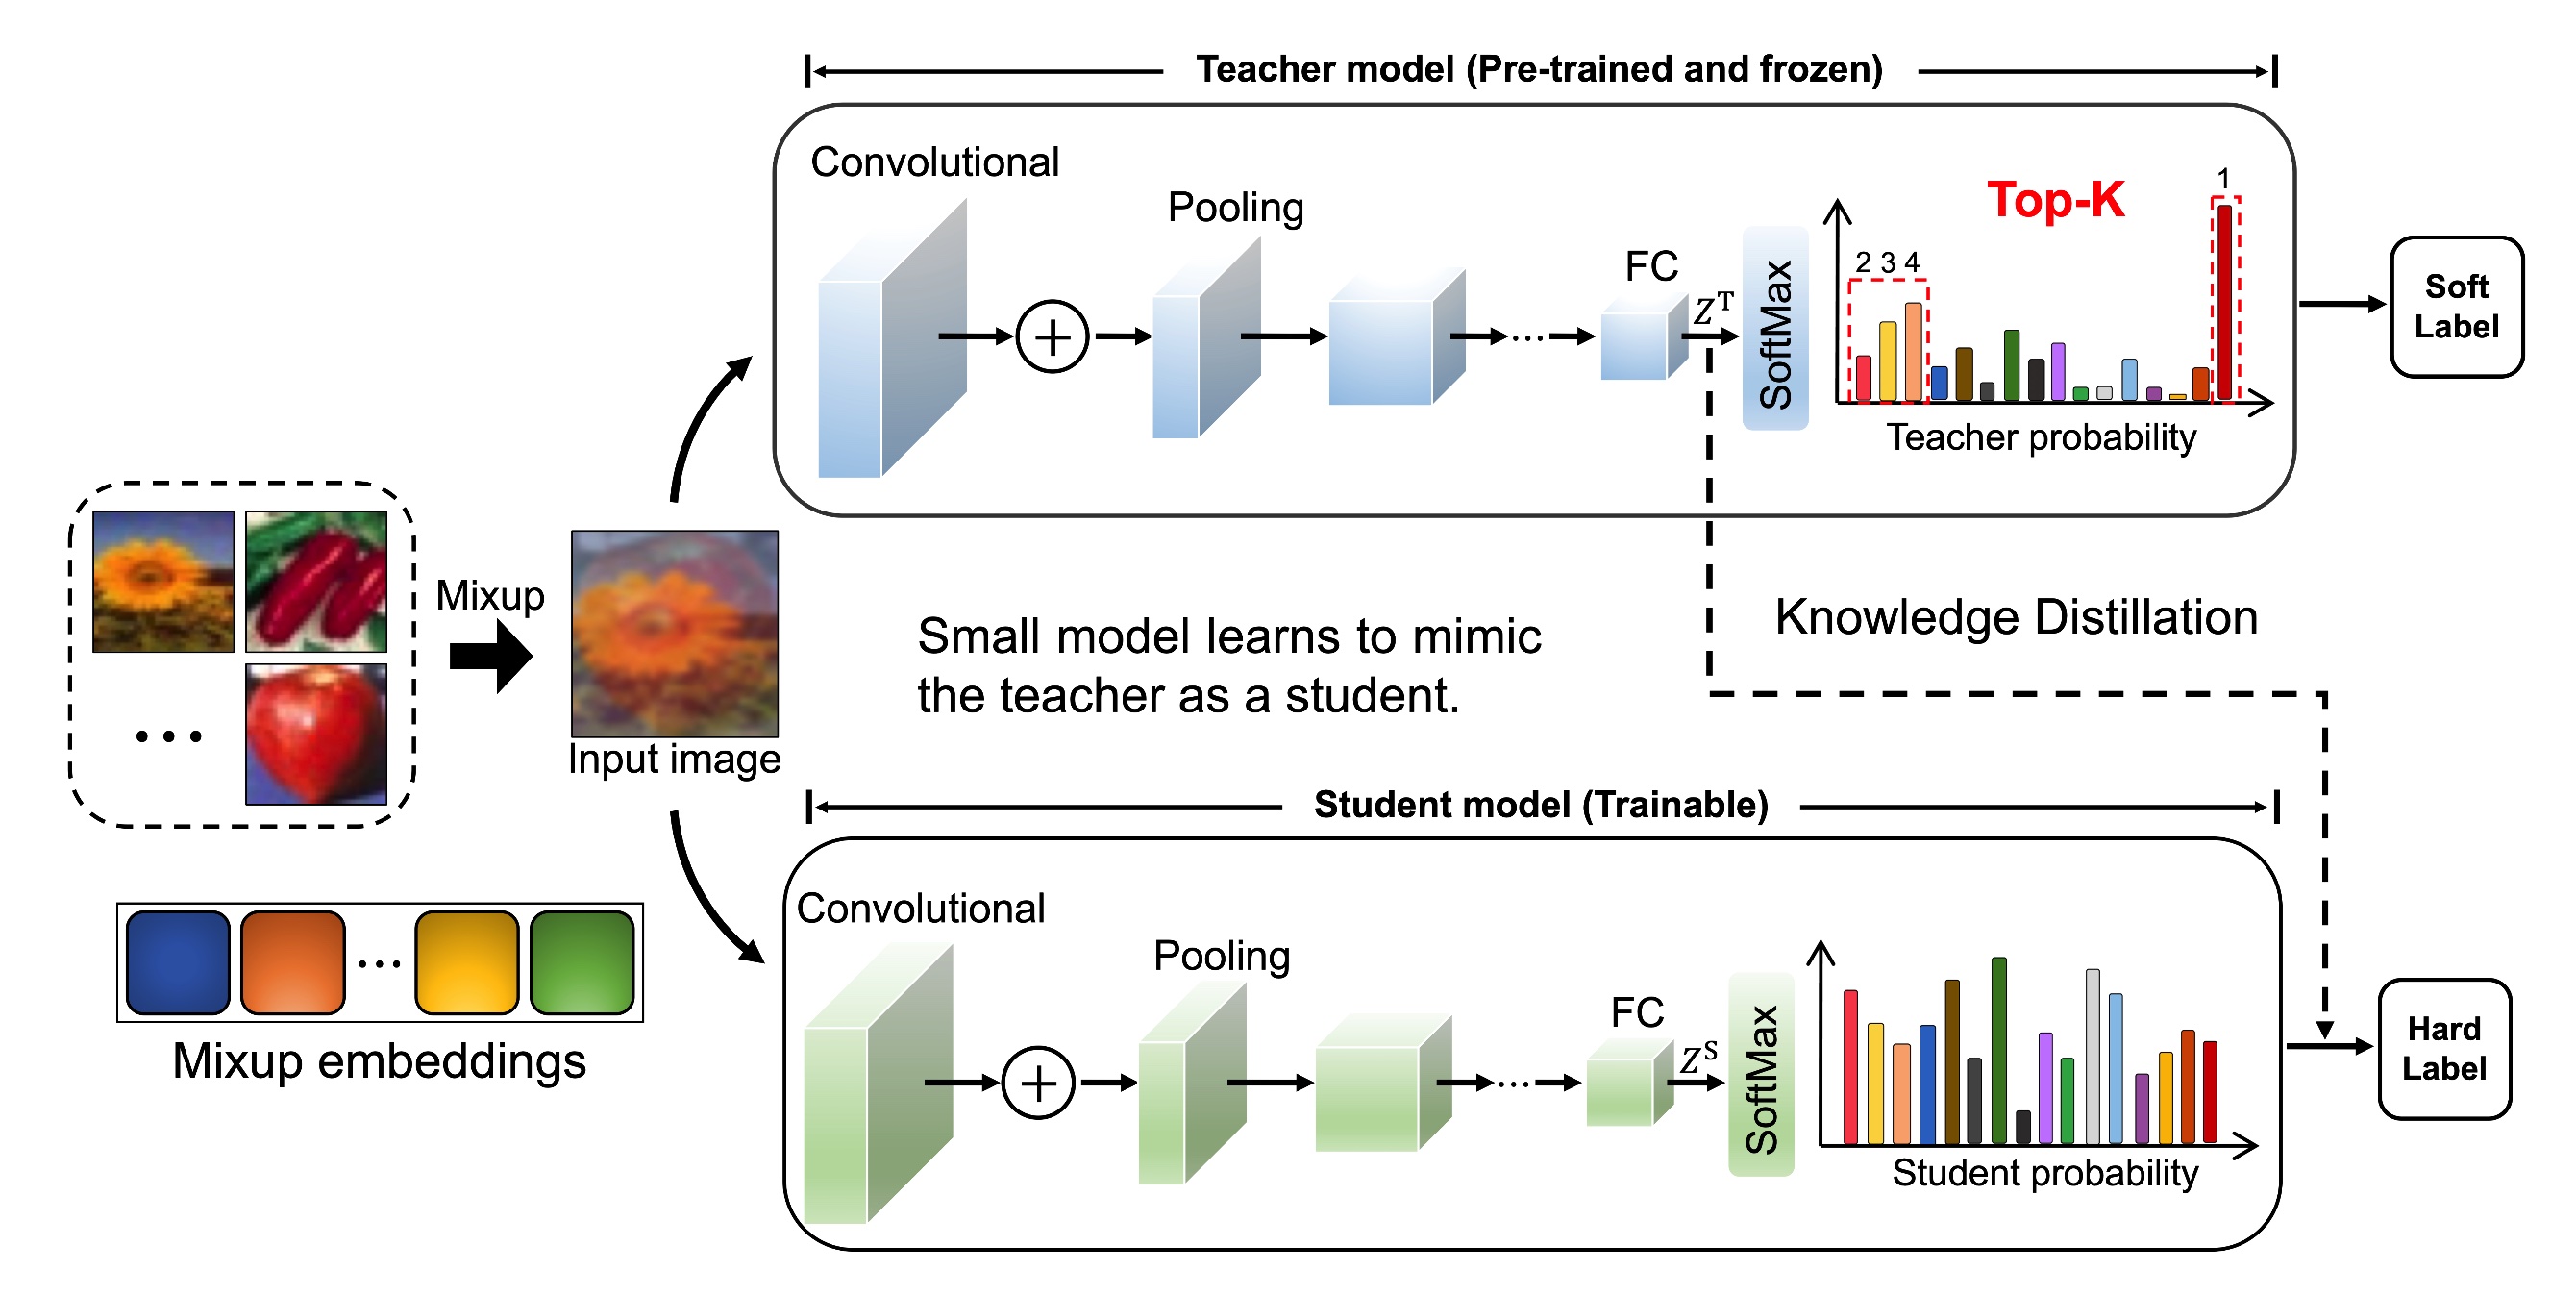 Teacher model (Pre-trained and frozen)
Convolutional
Pooling
FC
Z^T
SoftMax
Top-K
1
2 3 4
Teacher probability
Soft
Label
Mixup
Input image
Small model learns to mimic
the teacher as a student.
Knowledge Distillation
Mixup embeddings
...
Student model (Trainable)
Convolutional
Pooling
FC
Z^S
SoftMax
Student probability
Hard
Label